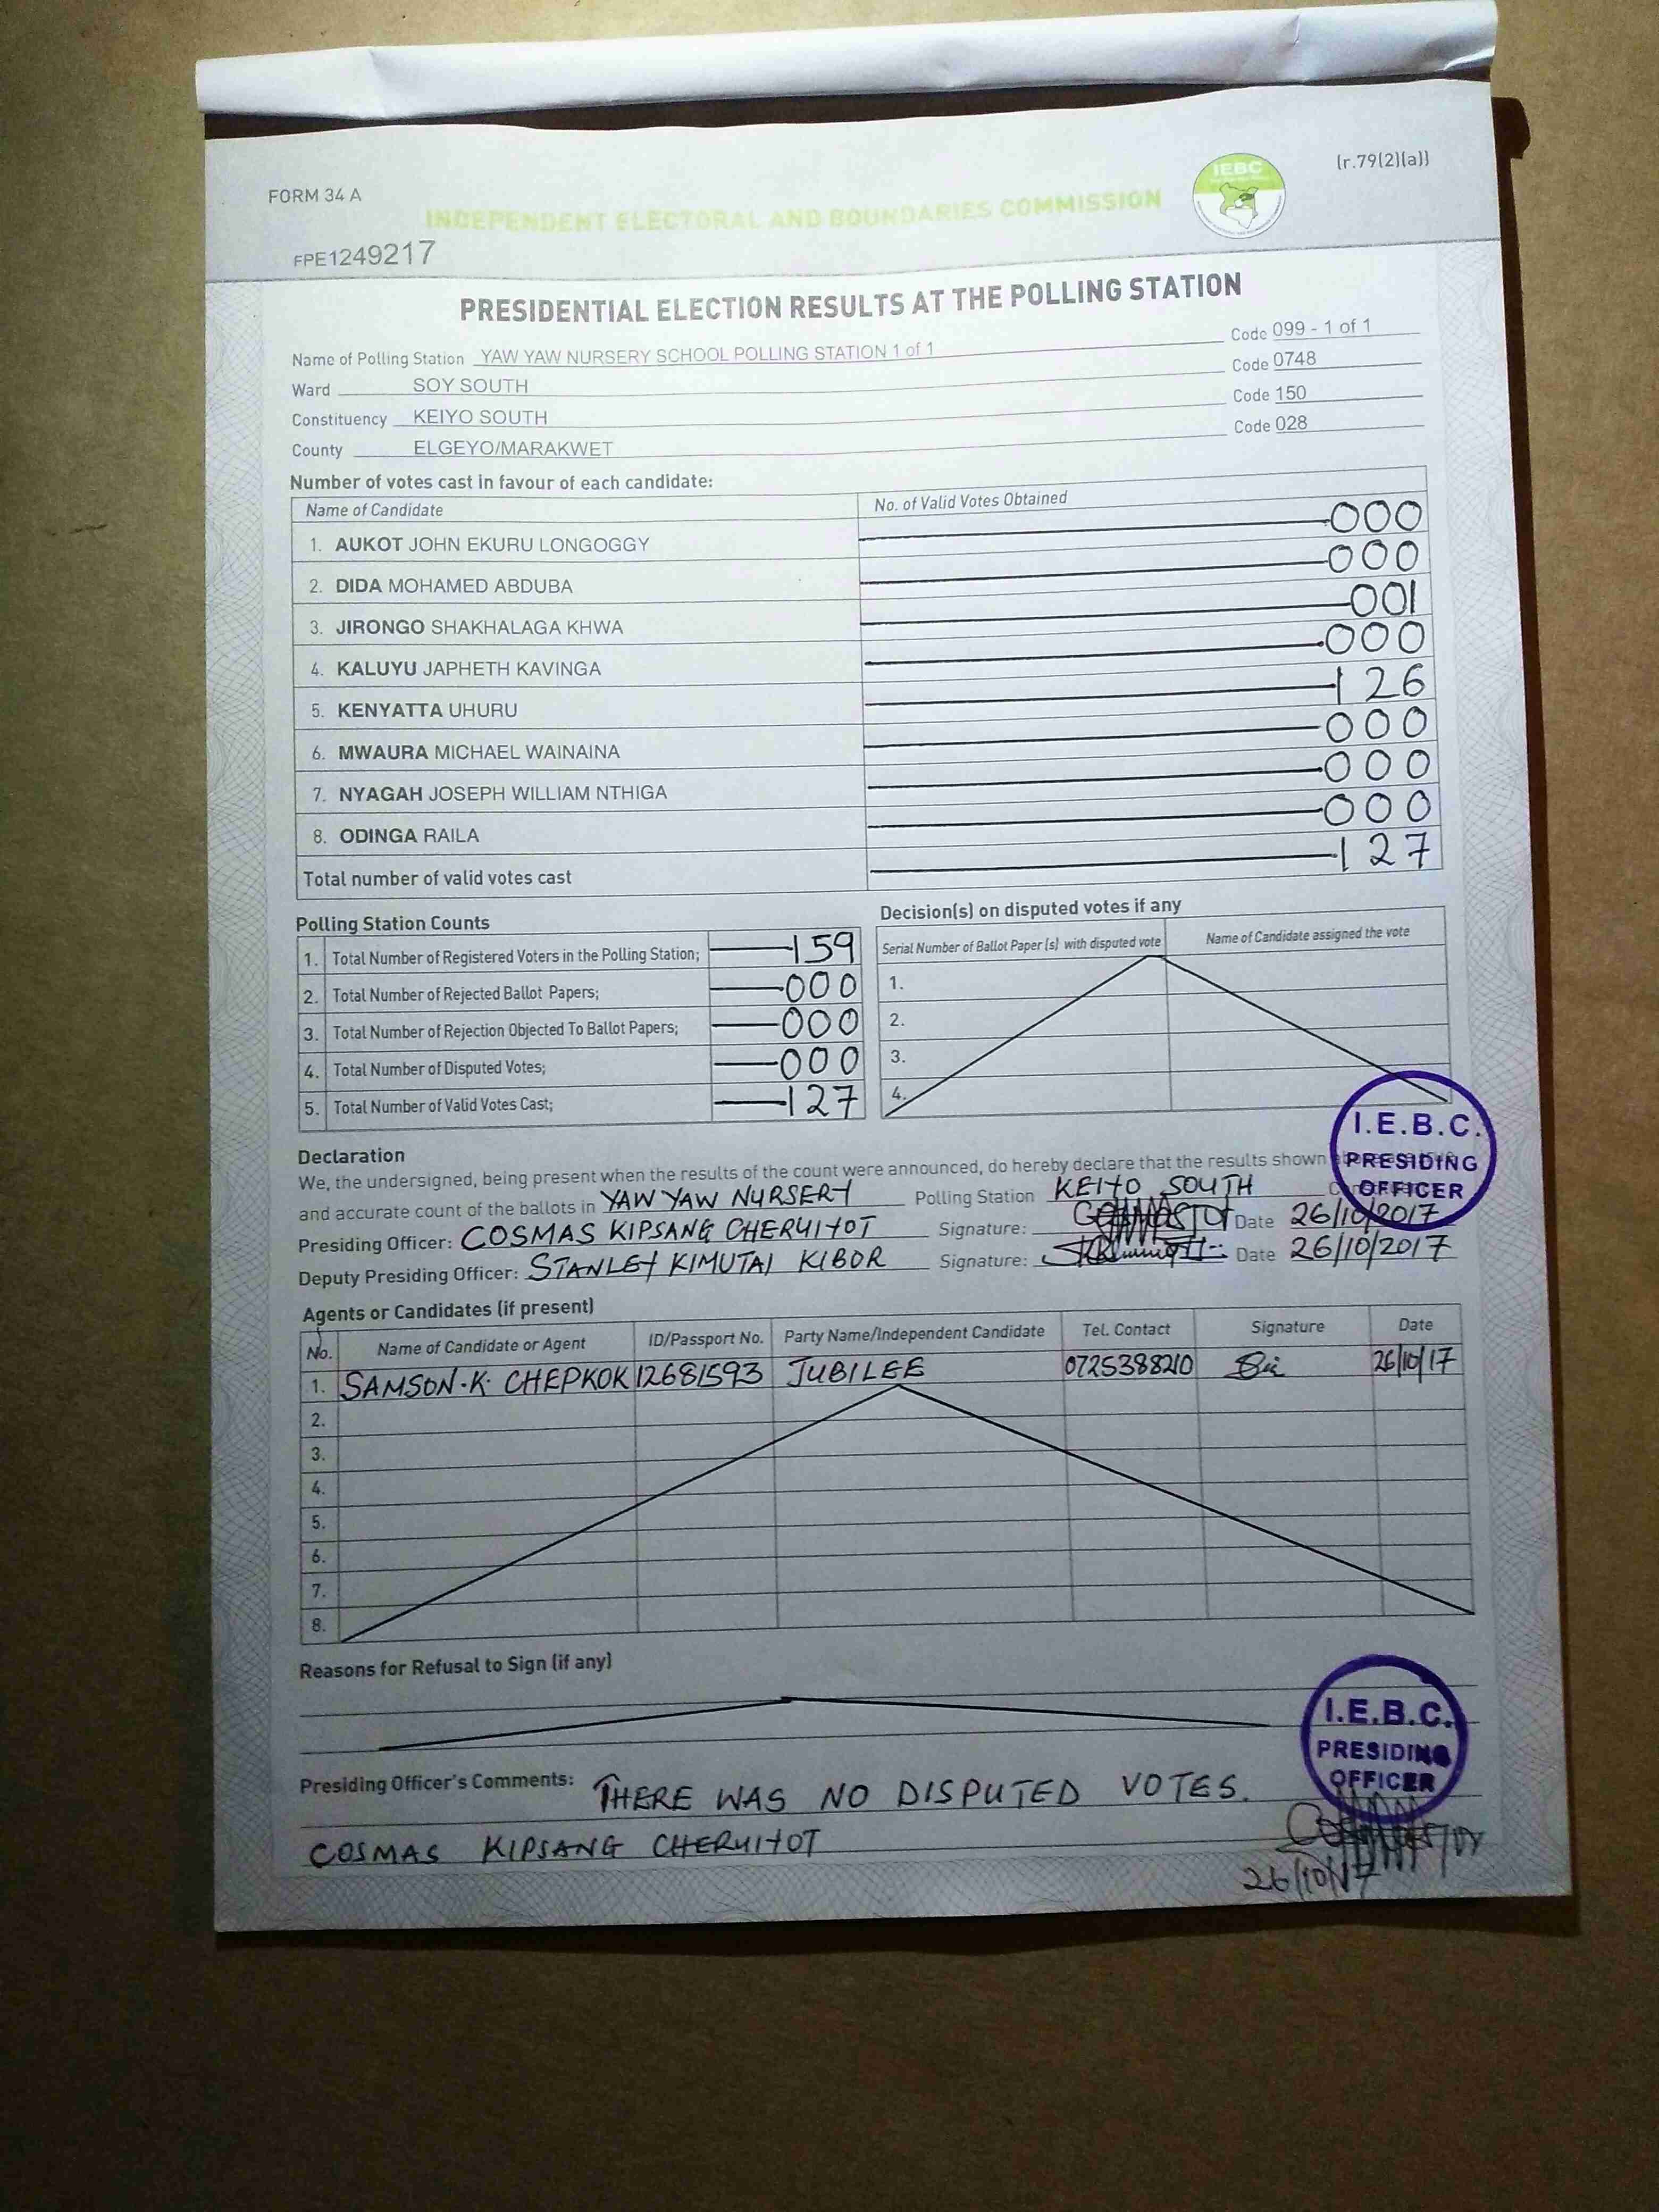 (r.79(2)(a))
FORM 34 A
IEBC
INDEPENDENT ELECTORAL AND BOUNDARIES COMMISSION
FPE1249217
PRESIDENTIAL ELECTION RESULTS AT THE POLLING STATION
Name of Polling Station YAW YAW NURSERY SCHOOL POLLING STATION 1 of 1 Code 099 - 1 of 1
Ward SOY SOUTH Code 0748
Constituency KEIYO SOUTH Code 150
County ELGEYO/MARAKWET Code 028
Number of votes cast in favour of each candidate:
Name of Candidate No. of Valid Votes Obtained
1. AUKOT JOHN EKURU LONGOGGY 000
2. DIDA MOHAMED ABDUBA 000
3. JIRONGO SHAKHALAGA KHWA 001
4. KALUYU JAPHETH KAVINGA 000
5. KENYATTA UHURU 126
6. MWAURA MICHAEL WAINAINA 000
7. NYAGAH JOSEPH WILLIAM NTHIGA 000
8. ODINGA RAILA 000
Total number of valid votes cast 127
Polling Station Counts
1. Total Number of Registered Voters in the Polling Station; 159
2. Total Number of Rejected Ballot Papers; 000
3. Total Number of Rejection Objected To Ballot Papers; 000
4. Total Number of Disputed Votes; 000
5. Total Number of Valid Votes Cast; 127
Decision(s) on disputed votes if any
Serial Number of Ballot Paper (s) with disputed vote Name of Candidate assigned the vote
1.
2.
3.
4.
I.E.B.C.
PRESIDING
OFFICER
Declaration
We, the undersigned, being present when the results of the count were announced, do hereby declare that the results shown
and accurate count of the ballots in YAW YAW NURSERY Polling Station KEIYO SOUTH
Presiding Officer: COSMAS KIPSANG CHERUIYOT Signature: Date 26/10/2017
Deputy Presiding Officer: STANLEY KIMUTAI KIBOR Signature: Date 26/10/2017
Agents or Candidates (if present)
No. Name of Candidate or Agent ID/Passport No. Party Name/Independent Candidate Tel. Contact Signature Date
1. SAMSON.K. CHEPKOK 12681593 JUBILEE 0725388210 26/10/17
2.
3.
4.
5.
6.
7.
8.
Reasons for Refusal to Sign (if any)
I.E.B.C.
PRESIDING
OFFICER
Presiding Officer's Comments: THERE WAS NO DISPUTED VOTES.
COSMAS KIPSANG CHERUIYOT
26/10/17